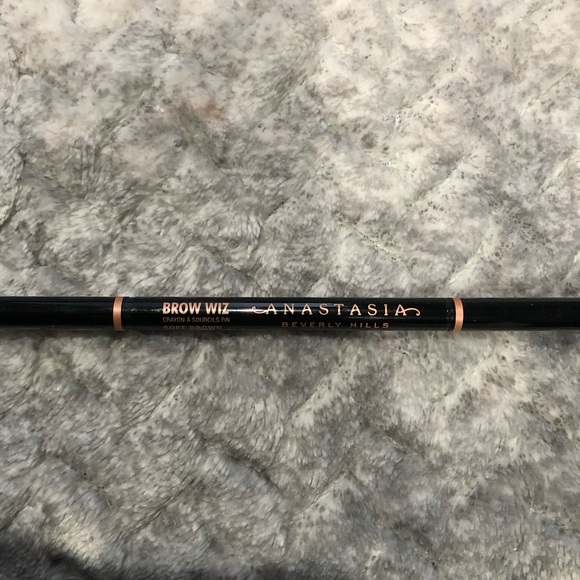 BROW WIZ
CRAYON À SOURCILS FIN
SOFT BROWN
ANASTASIA
BEVERLY HILLS